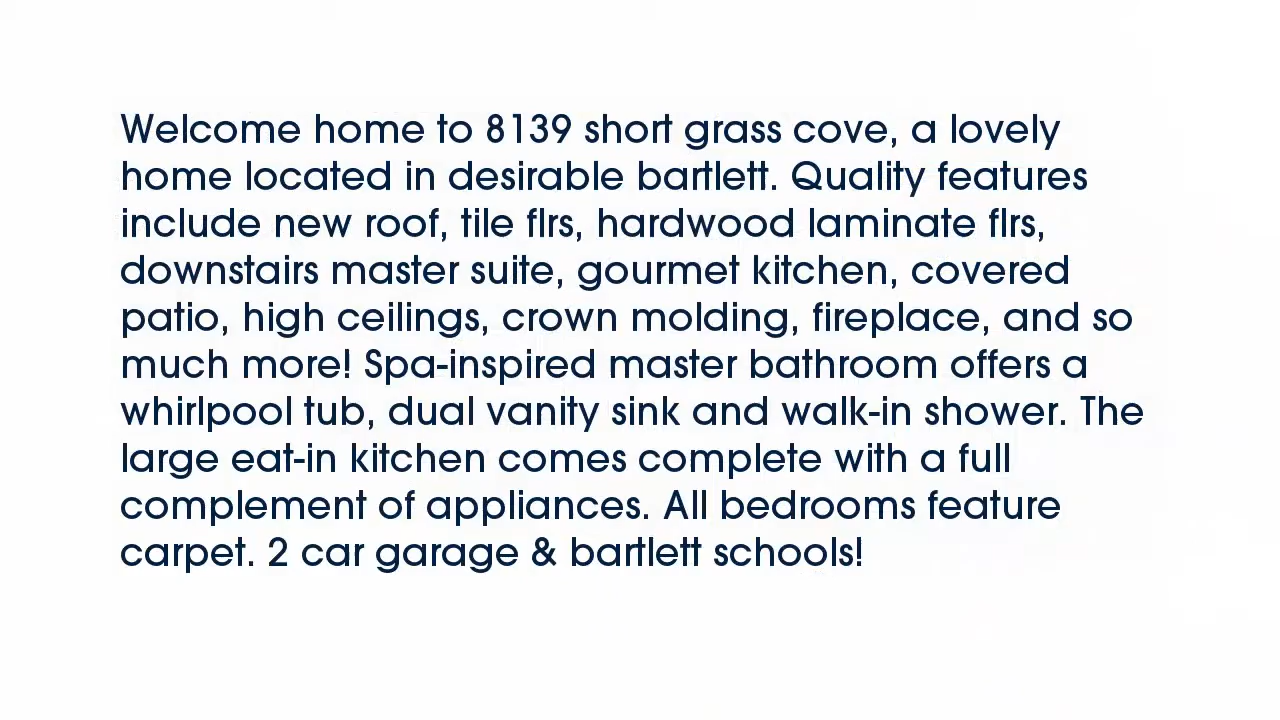 Welcome home to 8139 short grass cove, a lovely
home located in desirable bartlett. Quality features
include new roof, tile flrs, hardwood laminate flrs,
downstairs master suite, gourmet kitchen, covered
patio, high ceilings, crown molding, fireplace, and so
much more! Spa-inspired master bathroom offers a
whirlpool tub, dual vanity sink and walk-in shower. The
large eat-in kitchen comes complete with a full
complement of appliances. All bedrooms feature
carpet. 2 car garage & bartlett schools!